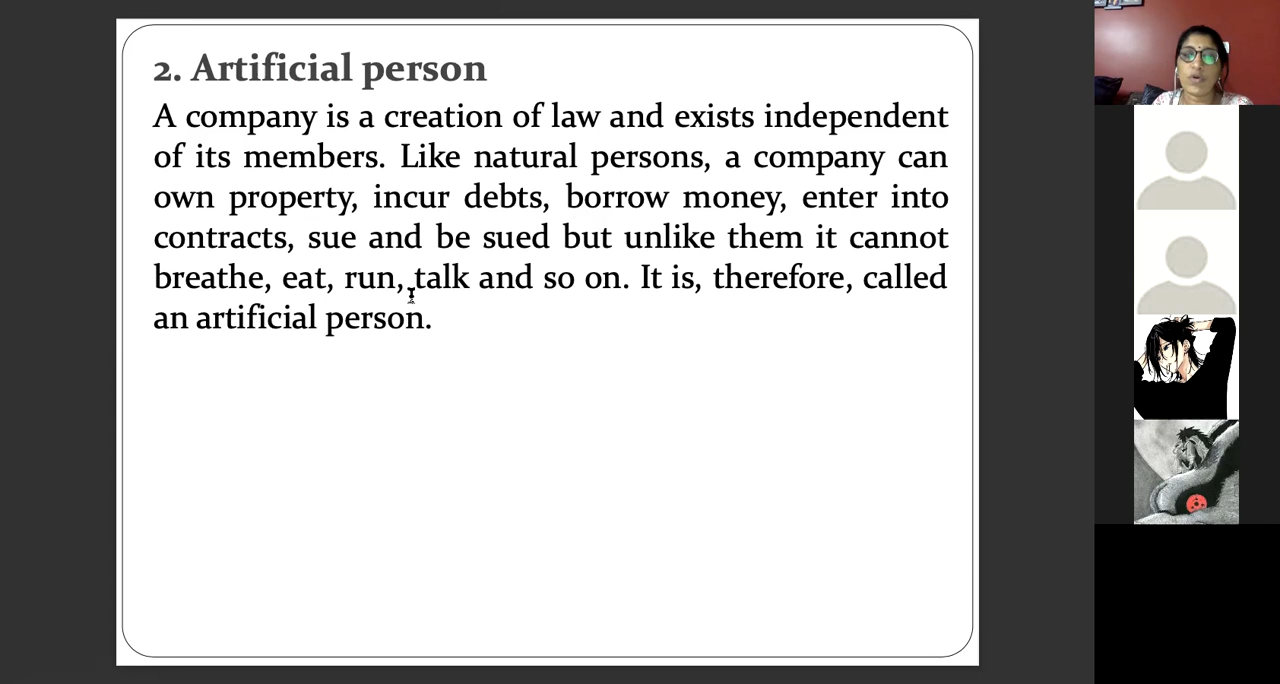 2. Artificial person
A company is a creation of law and exists independent
of its members. Like natural persons, a company can
own property, incur debts, borrow money, enter into
contracts, sue and be sued but unlike them it cannot
breathe, eat, run, talk and so on. It is, therefore, called
an artificial person.